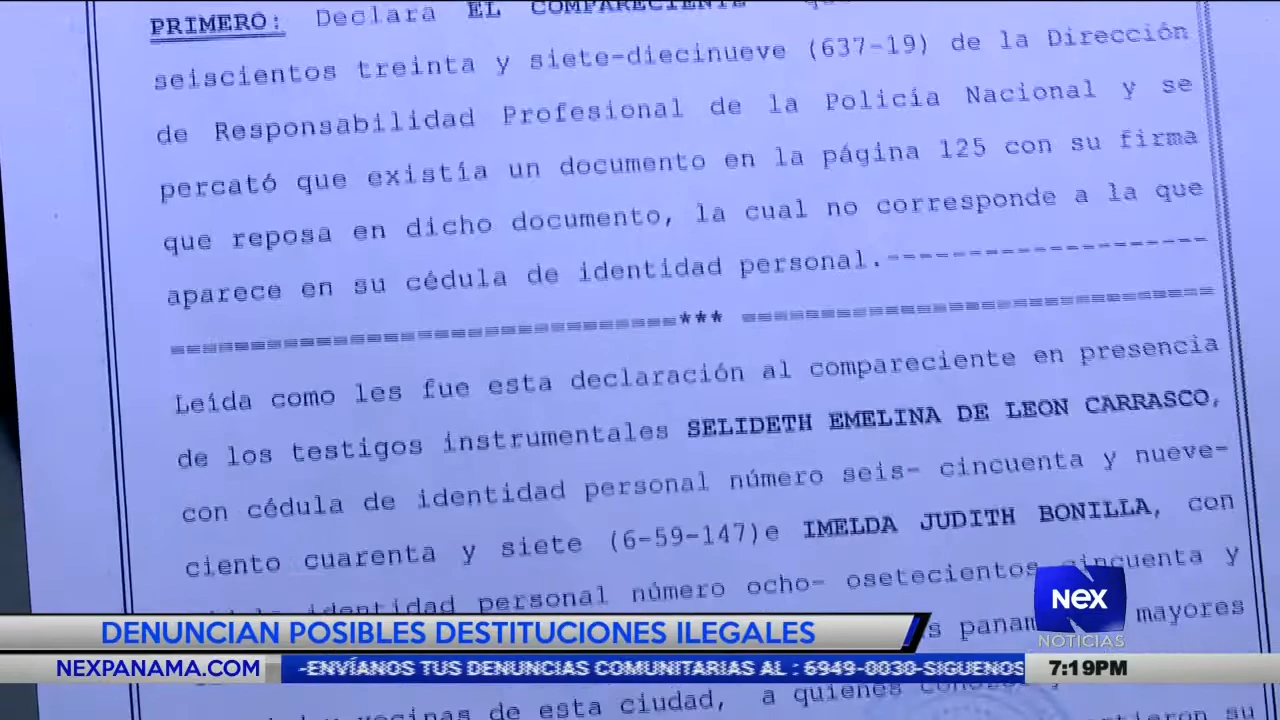 PRIMERO: Declara EL COMPARECIENTE
seiscientos treinta y siete-diecinueve (637-19) de la Dirección
de Responsabilidad Profesional de la Policía Nacional y se
percató que existía un documento en la página 125 con su firma
que reposa en dicho documento, la cual no corresponde a la que
aparece en su cédula de identidad personal.---------------------
================================*** ==============================
Leída como les fue esta declaración al compareciente en presencia
de los testigos instrumentales SELIDETH EMELINA DE LEON CARRASCO,
con cédula de identidad personal número seis- cincuenta y nueve-
ciento cuarenta y siete (6-59-147)e IMELDA JUDITH BONILLA, con
identidad personal número ocho- osetecientos cincuenta y
mayores
de esta ciudad, a quienes
su
DENUNCIAN POSIBLES DESTITUCIONES ILEGALES
NEX
NOTICIAS
NEXPANAMA.COM
-ENVÍANOS TUS DENUNCIAS COMUNITARIAS AL : 6949-0030-SIGUENOS
7:19PM